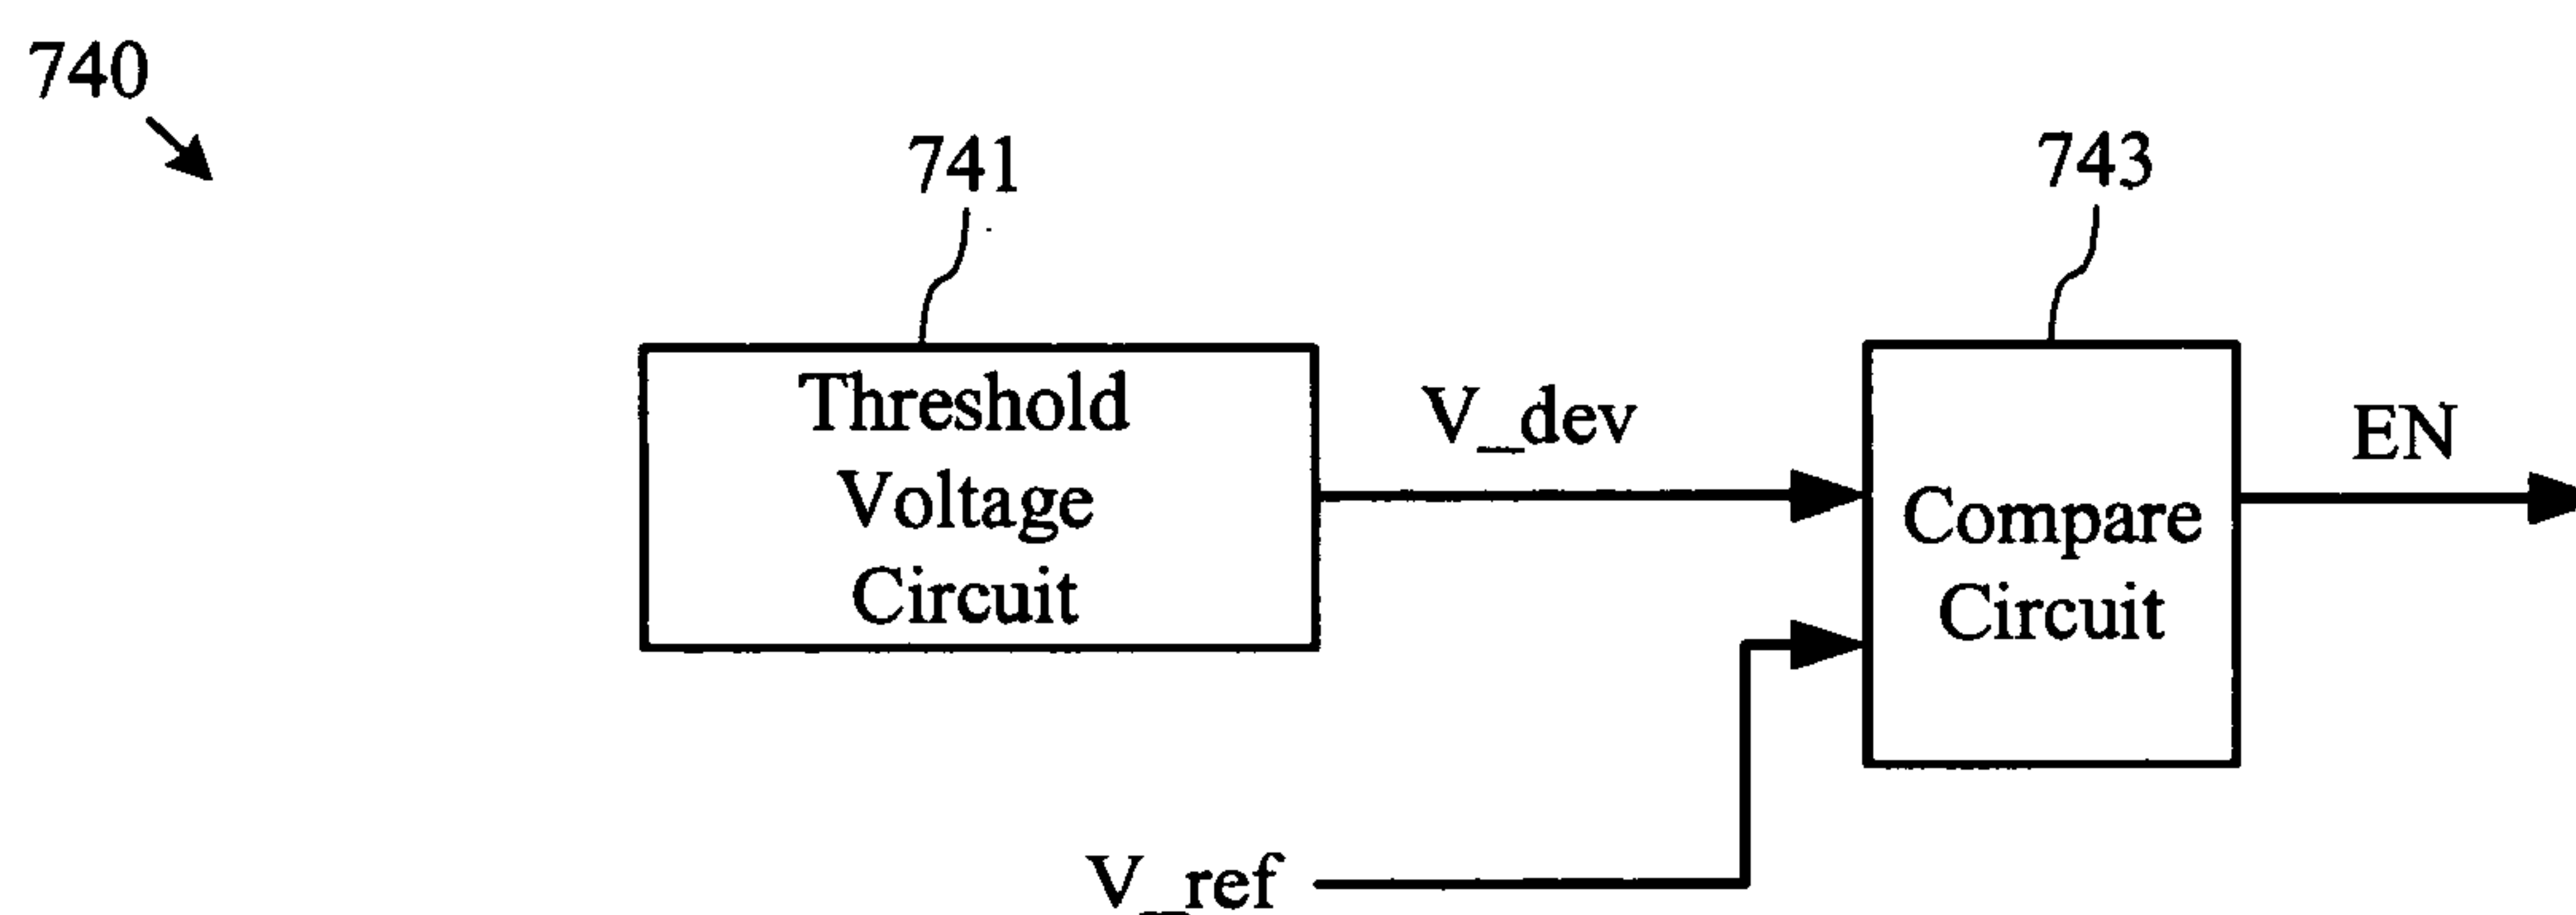 740
741
743
Threshold
Voltage
Circuit
V_dev
Compare
Circuit
EN
V_ref